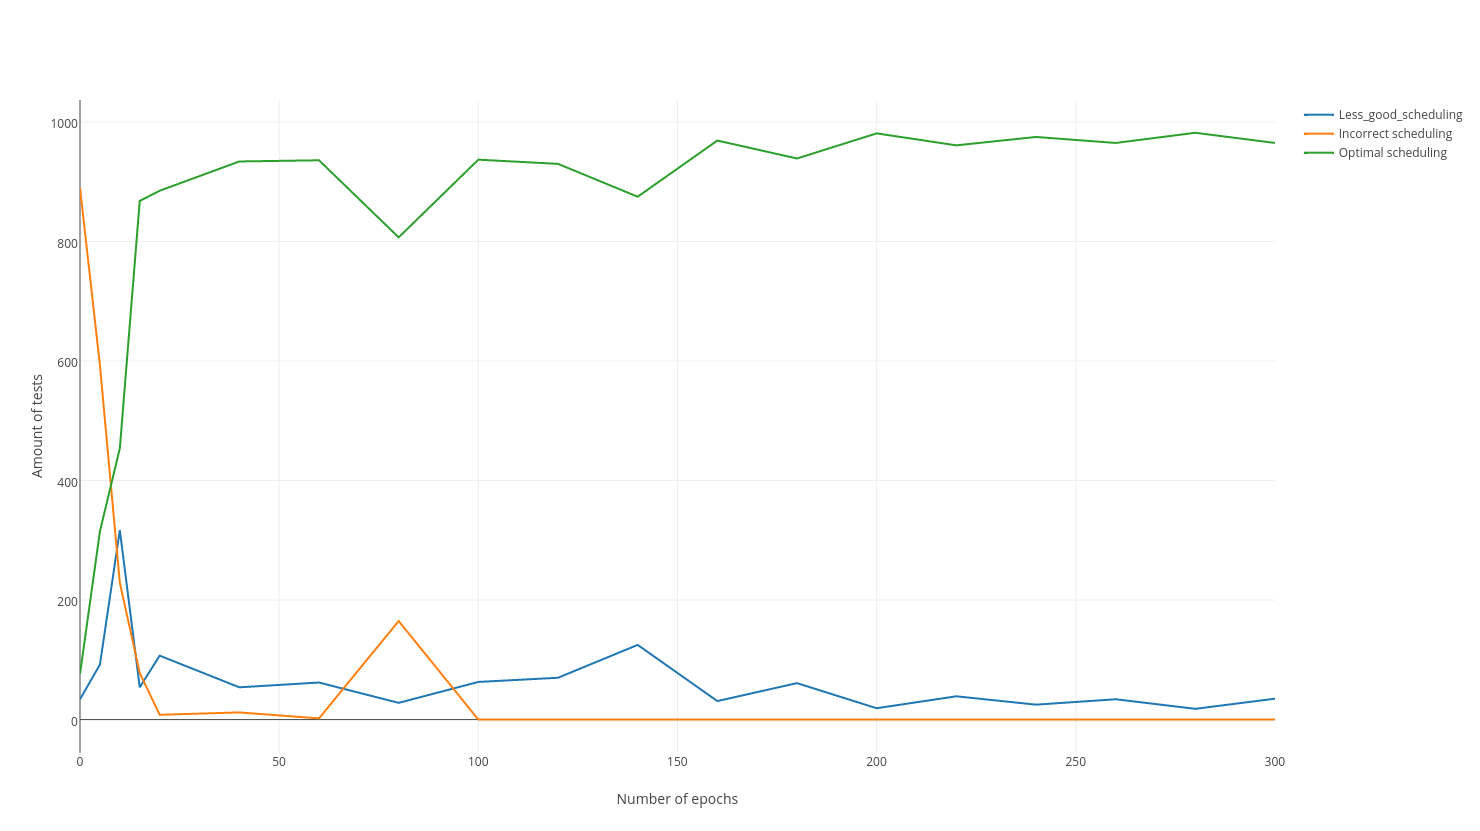 Less_good_scheduling
Incorrect scheduling
Optimal scheduling
1000
800
600
400
200
0
Amount of tests
0 50 100 150 200 250 300
Number of epochs